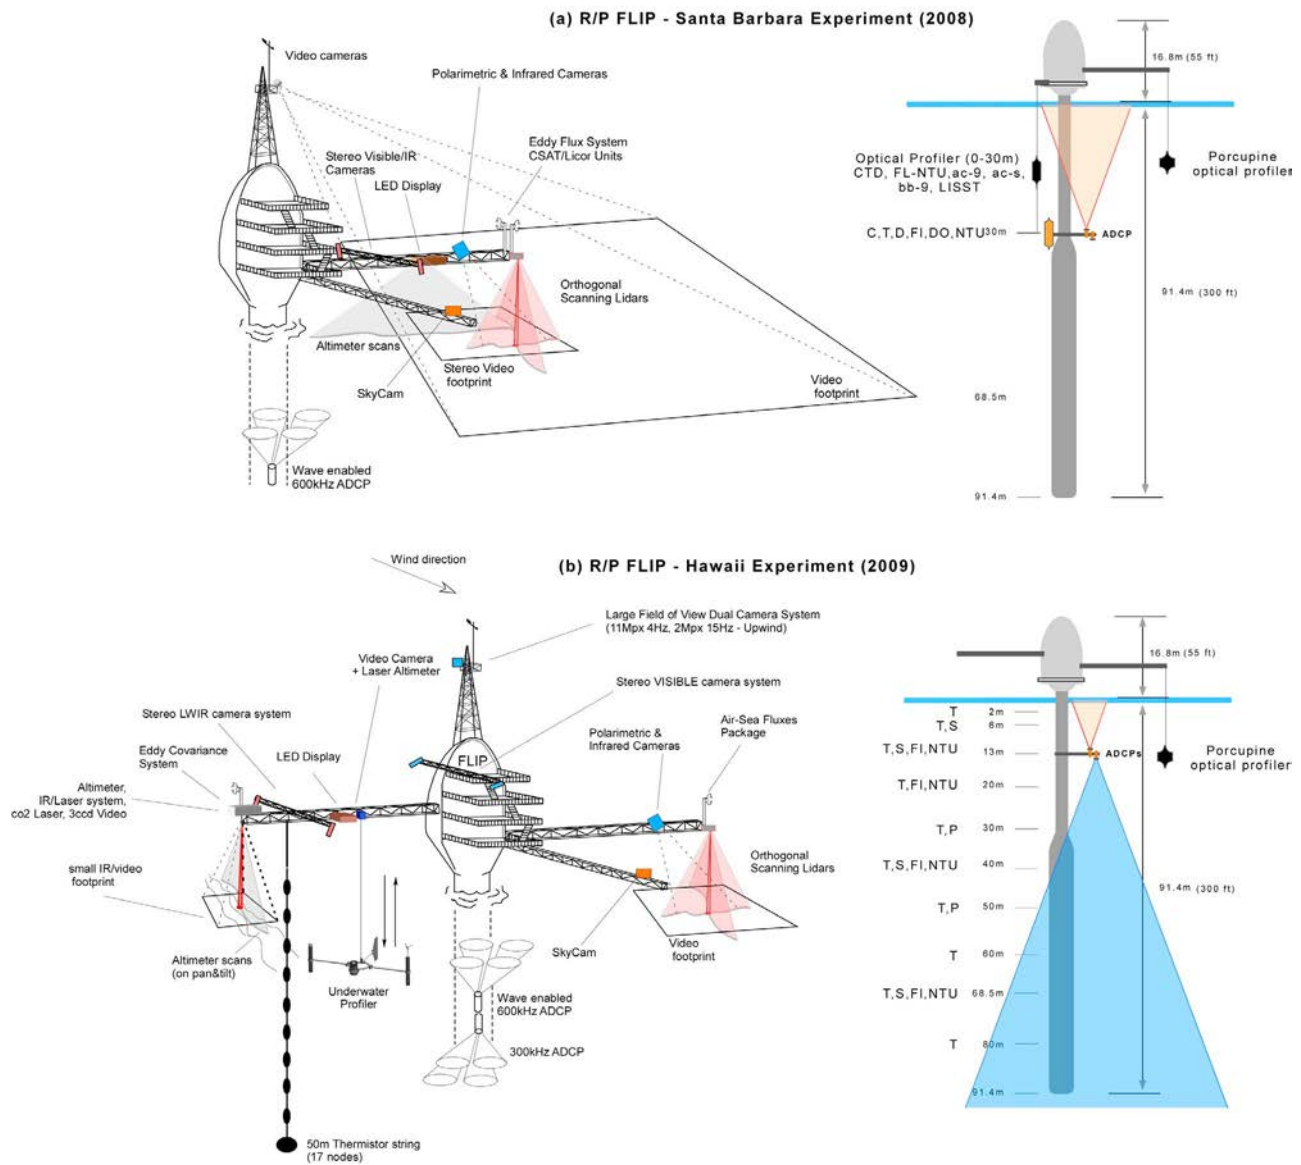 (a) R/P FLIP - Santa Barbara Experiment (2008)
Video cameras
Polarimetric & Infrared Cameras
Eddy Flux System
CSAT/Licor Units
Stereo Visible/IR
Cameras
LED Display
Orthogonal
Scanning Lidars
Altimeter scans
Stereo Video
footprint
SkyCam
Video
footprint
Wave enabled
600kHz ADCP
16.8m (55 ft)
Optical Profiler (0-30m)
CTD, FL-NTU,ac-9, ac-s,
bb-9, LISST
Porcupine
optical profiler
C,T,D,FI,DO,NTU
30m
ADCP
91.4m (300 ft)
68.5m
91.4m
(b) R/P FLIP - Hawaii Experiment (2009)
Wind direction
Large Field of View Dual Camera System
(11Mpx 4Hz, 2Mpx 15Hz - Upwind)
Video Camera
+ Laser Altimeter
Stereo VISIBLE camera system
Stereo LWIR camera system
Polarimetric &
Infrared Cameras
Air-Sea Fluxes
Package
Eddy Covariance
System
LED Display
FLIP
Altimeter,
IR/Laser system,
co2 Laser, 3ccd Video
small IR/video
footprint
Orthogonal
Scanning Lidars
Altimeter scans
(on pan&tilt)
Underwater
Profiler
SkyCam
Video
footprint
Wave enabled
600kHz ADCP
300kHz ADCP
50m Thermistor string
(17 nodes)
16.8m (55 ft)
T 2m
T,S 6m
T,S,FI,NTU 13m
ADCPs
Porcupine
optical profiler
T,FI,NTU 20m
T,P 30m
T,S,FI,NTU 40m
91.4m (300 ft)
T,P 50m
T 60m
T,S,FI,NTU 68.5m
T 80m
91.4m